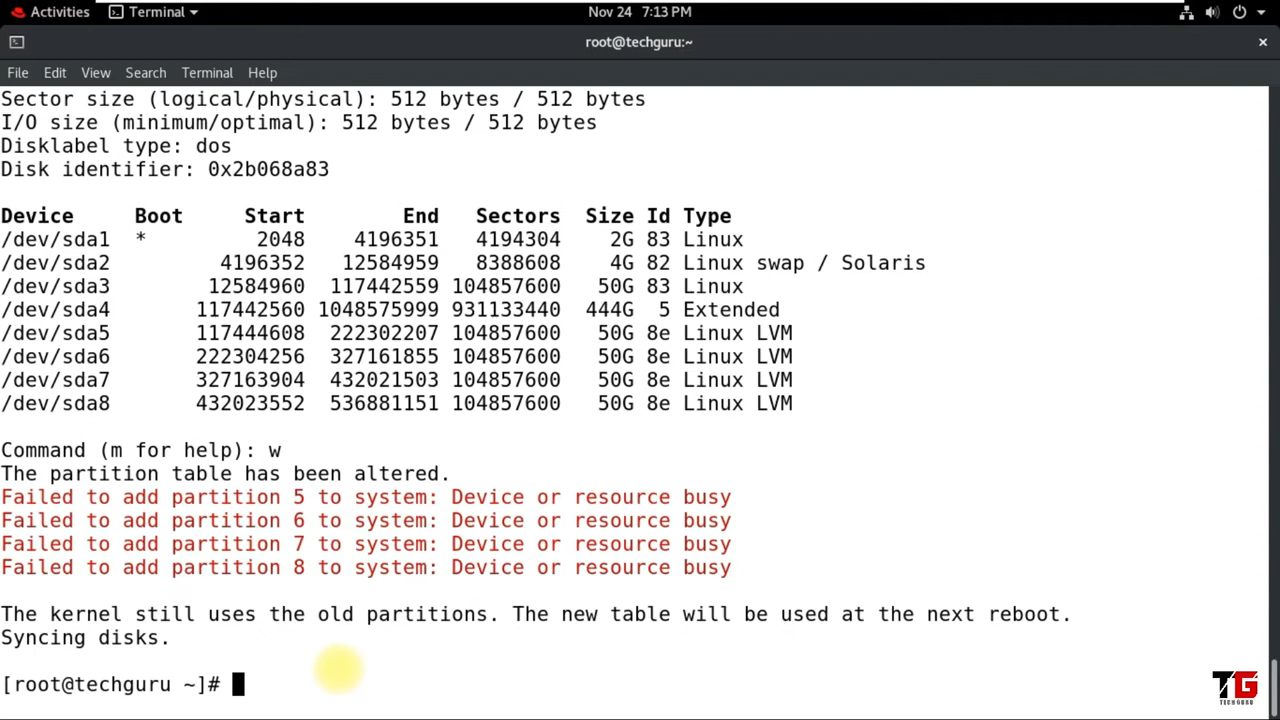 Activities Terminal Nov 24 7:13 PM
root@techguru:~
File Edit View Search Terminal Help
Sector size (logical/physical): 512 bytes / 512 bytes
I/O size (minimum/optimal): 512 bytes / 512 bytes
Disklabel type: dos
Disk identifier: 0x2b068a83
Device Boot Start End Sectors Size Id Type
/dev/sda1 * 2048 4196351 4194304 2G 83 Linux
/dev/sda2 4196352 12584959 8388608 4G 82 Linux swap / Solaris
/dev/sda3 12584960 117442559 104857600 50G 83 Linux
/dev/sda4 117442560 1048575999 931133440 444G 5 Extended
/dev/sda5 117444608 222302207 104857600 50G 8e Linux LVM
/dev/sda6 222304256 327161855 104857600 50G 8e Linux LVM
/dev/sda7 327163904 432021503 104857600 50G 8e Linux LVM
/dev/sda8 432023552 536881151 104857600 50G 8e Linux LVM
Command (m for help): w
The partition table has been altered.
Failed to add partition 5 to system: Device or resource busy
Failed to add partition 6 to system: Device or resource busy
Failed to add partition 7 to system: Device or resource busy
Failed to add partition 8 to system: Device or resource busy
The kernel still uses the old partitions. The new table will be used at the next reboot.
Syncing disks.
[root@techguru ~]#
TG
TECH GURU